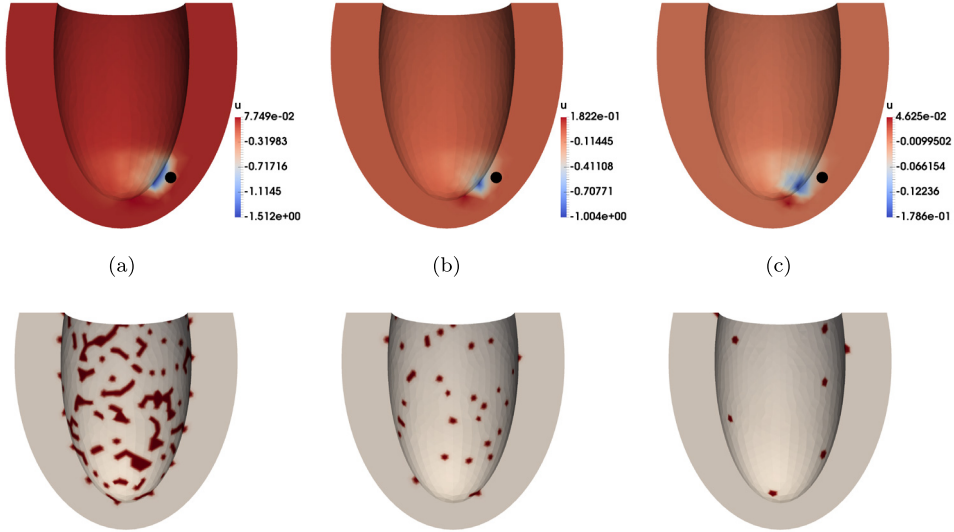 u
7.749e-02
-0.31983
-0.71716
-1.1145
-1.512e+00
u
1.822e-01
-0.11445
-0.41108
-0.70771
-1.004e+00
u
4.625e-02
-0.0099502
-0.066154
-0.12236
-1.786e-01
(a)
(b)
(c)